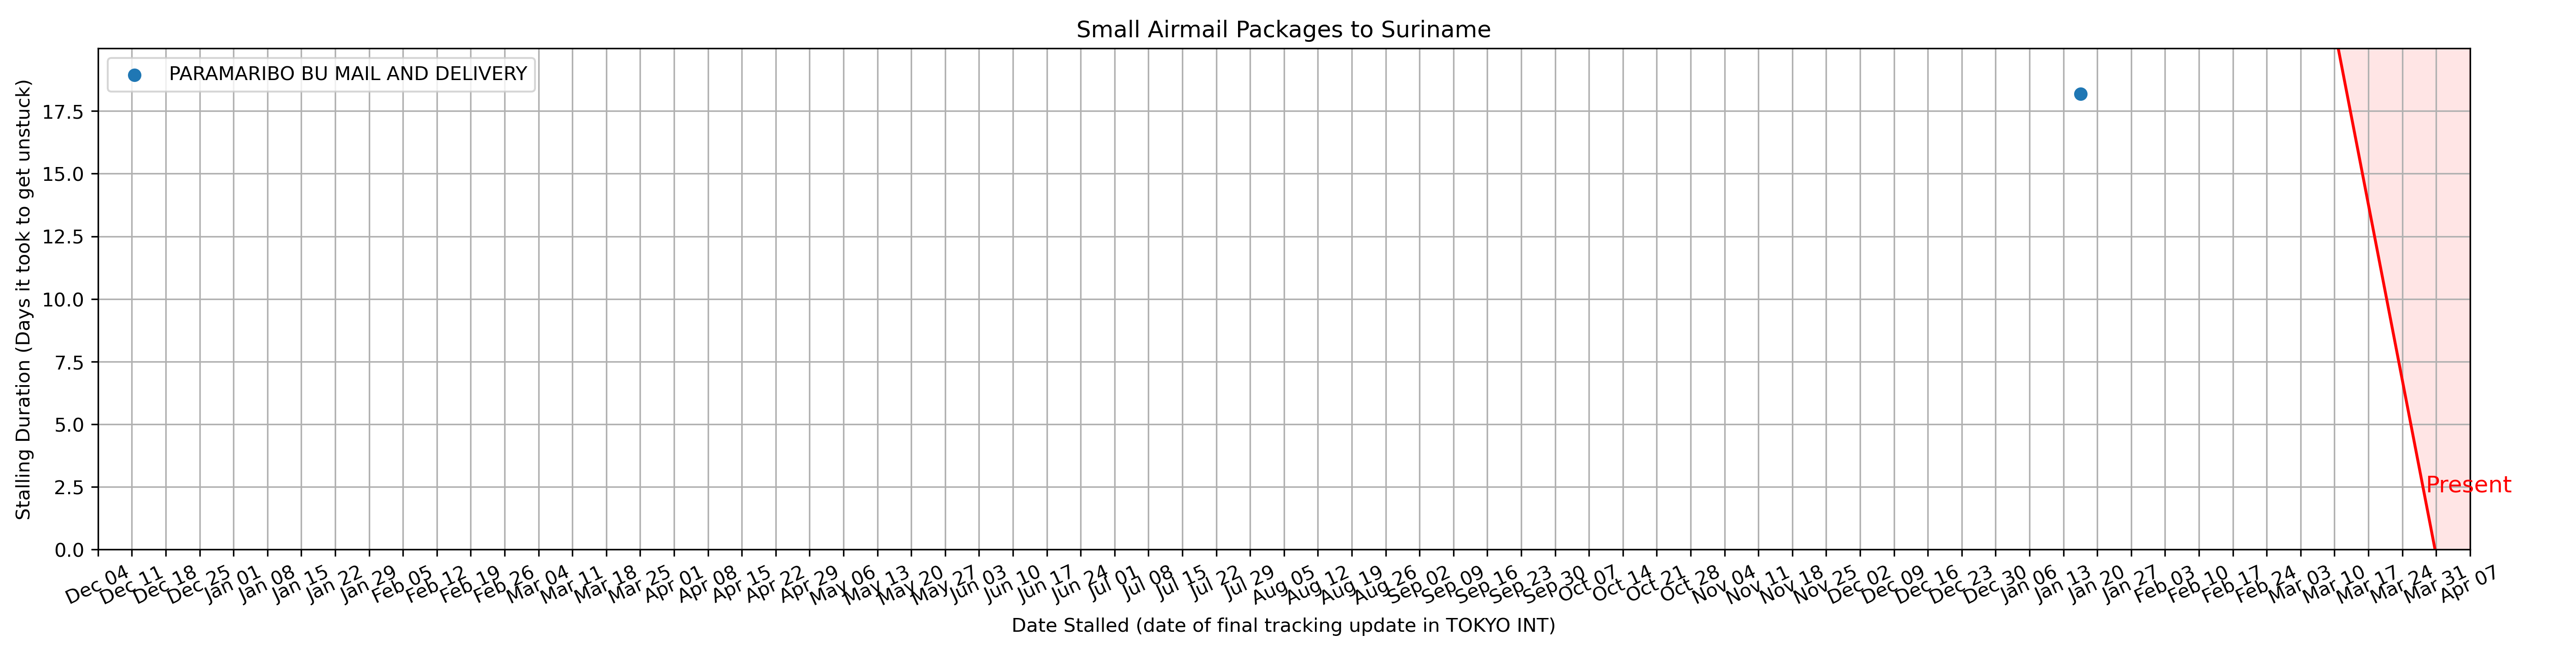 Small Airmail Packages to Suriname
PARAMARIBO BU MAIL AND DELIVERY
Stalling Duration (Days it took to get unstuck)
17.5
15.0
12.5
10.0
7.5
5.0
2.5
0.0
Present
Dec 04 Dec 11 Dec 18 Dec 25 Jan 01 Jan 08 Jan 15 Jan 22 Jan 29 Feb 05 Feb 12 Feb 19 Feb 26 Mar 04 Mar 11 Mar 18 Mar 25 Apr 01 Apr 08 Apr 15 Apr 22 Apr 29 May 06 May 13 May 20 May 27 Jun 03 Jun 10 Jun 17 Jun 24 Jul 01 Jul 08 Jul 15 Jul 22 Jul 29 Aug 05 Aug 12 Aug 19 Aug 26 Sep 02 Sep 09 Sep 16 Sep 23 Sep 30 Oct 07 Oct 14 Oct 21 Oct 28 Nov 04 Nov 11 Nov 18 Nov 25 Dec 02 Dec 09 Dec 16 Dec 23 Dec 30 Jan 06 Jan 13 Jan 20 Jan 27 Feb 03 Feb 10 Feb 17 Feb 24 Mar 03 Mar 10 Mar 17 Mar 24 Mar 31 Apr 07
Date Stalled (date of final tracking update in TOKYO INT)